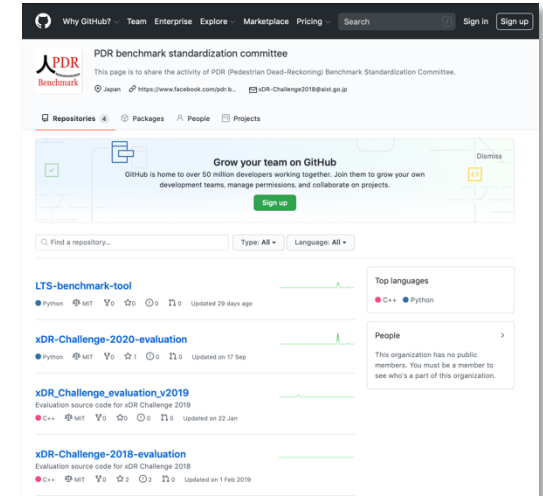 Why GitHub? Team Enterprise Explore Marketplace Pricing Search / Sign in Sign up
PDR
Benchmark
PDR benchmark standardization committee
This page is to share the activity of PDR (Pedestrian Dead-Reckoning) Benchmark Standardization Committee.
Japan https://www.facebook.com/pdr.b... xDR-Challenge2018@aist.go.jp
Repositories 4 Packages People Projects
Dismiss
Grow your team on GitHub
GitHub is home to over 50 million developers working together. Join them to grow your own
development teams, manage permissions, and collaborate on projects.
Sign up
Find a repository... Type: All Language: All
LTS-benchmark-tool
Python MIT 0 0 0 0 Updated 29 days ago
xDR-Challenge-2020-evaluation
Python MIT 0 1 0 0 Updated on 17 Sep
xDR_Challenge_evaluation_v2019
Evaluation source code for xDR Challenge 2019
C++ MIT 0 0 0 0 Updated on 22 Jan
xDR-Challenge-2018-evaluation
Evaluation source code for xDR Challenge 2018
C++ MIT 0 2 2 0 Updated on 1 Feb 2019
Top languages
C++ Python
People
This organization has no public
members. You must be a member to
see who's a part of this organization.